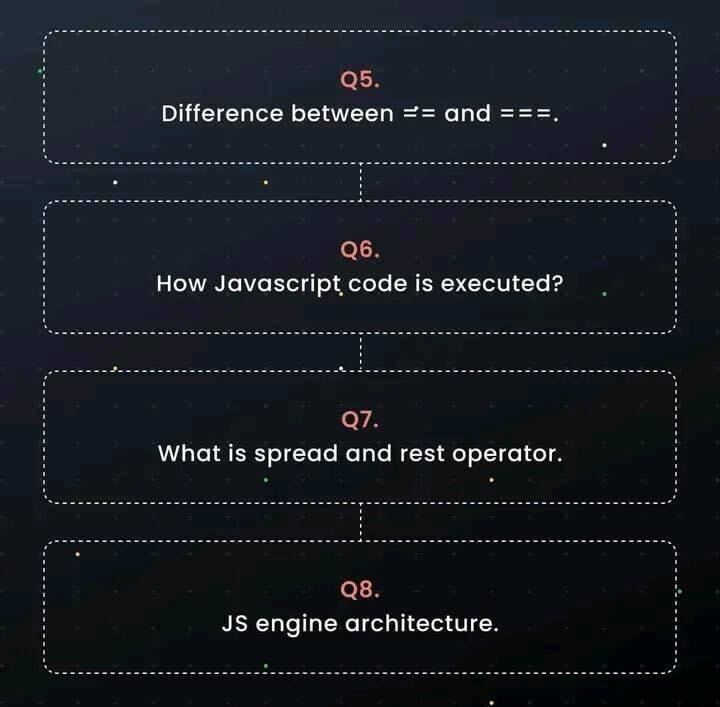 Q5.
Difference between == and ===.
Q6.
How Javascript code is executed?
Q7.
What is spread and rest operator.
Q8.
JS engine architecture.